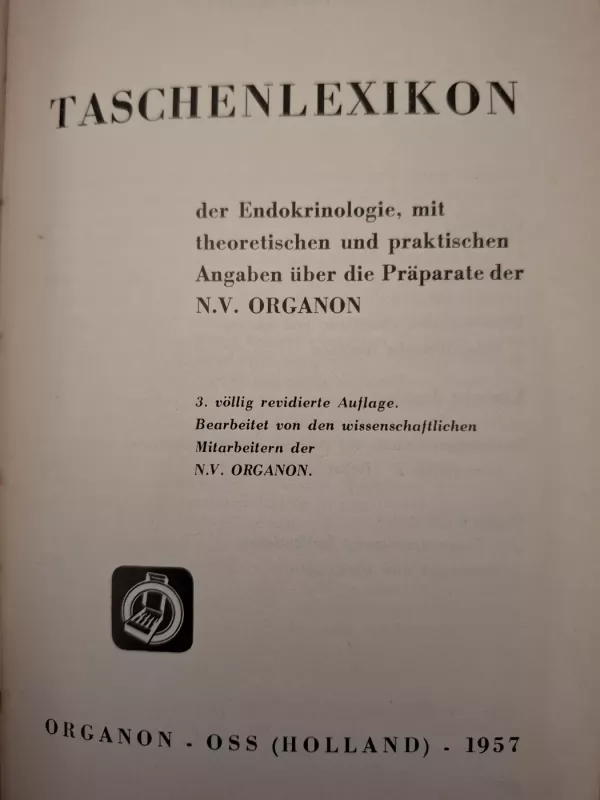 TASCHENLEXIKON
der Endokrinologie, mit
theoretischen und praktischen
Angaben über die Präparate der
N.V. ORGANON
3. völlig revidierte Auflage.
Bearbeitet von den wissenschaftlichen
Mitarbeitern der
N.V. ORGANON.
ORGANON - OSS (HOLLAND) - 1957